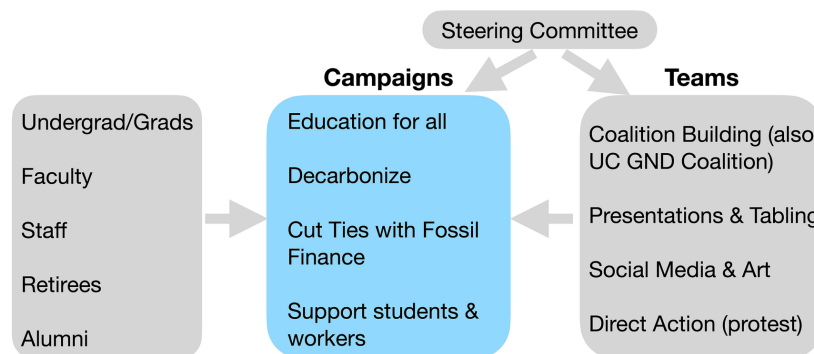 Steering Committee
Campaigns
Teams
Undergrad/Grads
Faculty
Staff
Retirees
Alumni
Education for all
Decarbonize
Cut Ties with Fossil
Finance
Support students &
workers
Coalition Building (also
UC GND Coalition)
Presentations & Tabling
Social Media & Art
Direct Action (protest)